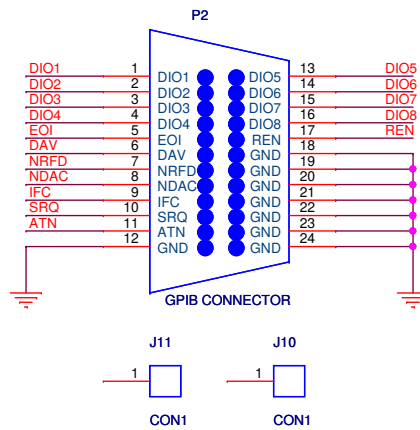 P2
DIO1 1 DIO1 DIO5 13 DIO5
DIO2 2 DIO2 DIO6 14 DIO6
DIO3 3 DIO3 DIO7 15 DIO7
DIO4 4 DIO4 DIO8 16 DIO8
EOI 5 EOI REN 17 REN
DAV 6 DAV GND 18
NRFD 7 NRFD GND 19
NDAC 8 NDAC GND 20
IFC 9 IFC GND 21
SRQ 10 SRQ GND 22
ATN 11 ATN GND 23
12 GND GND 24
GPIB CONNECTOR
J11 J10
1 1
CON1 CON1